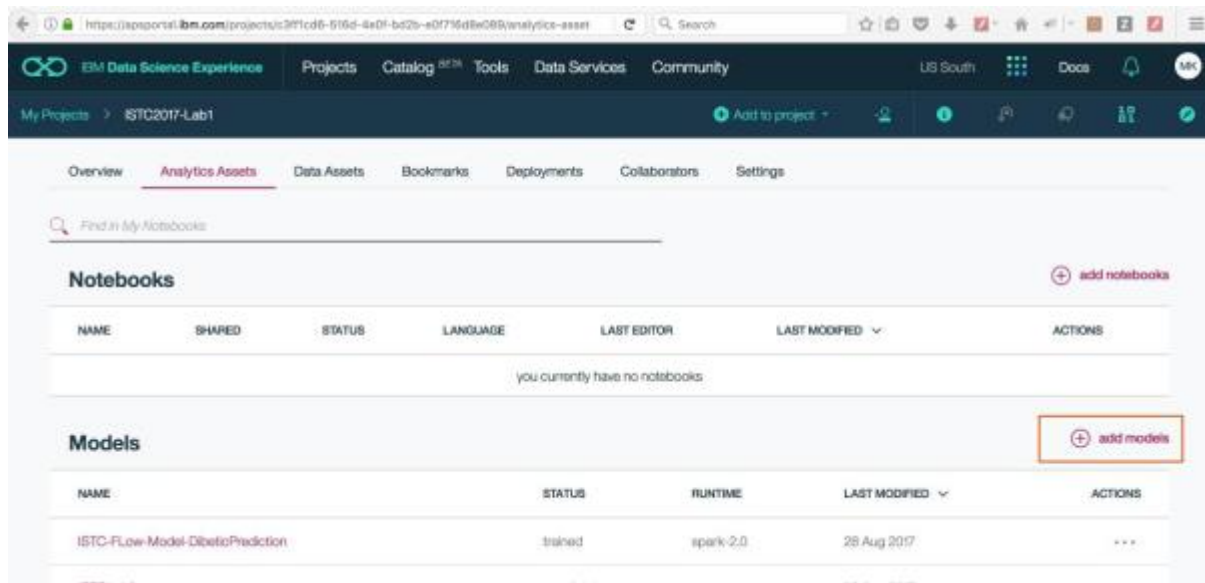 Search
IBM Data Science Experience Projects Catalog BETA Tools Data Services Community US South Docs MK
My Projects > ISTC2017-Lab1 Add to project
Overview Analytics Assets Data Assets Bookmarks Deployments Collaborators Settings
Find in My Notebooks
Notebooks add notebooks
NAME SHARED STATUS LANGUAGE LAST EDITOR LAST MODIFIED ACTIONS
you currently have no notebooks
Models add models
NAME STATUS RUNTIME LAST MODIFIED ACTIONS
ISTC-FLow-Model-DibeticPrediction trained spark-2.0 28 Aug 2017